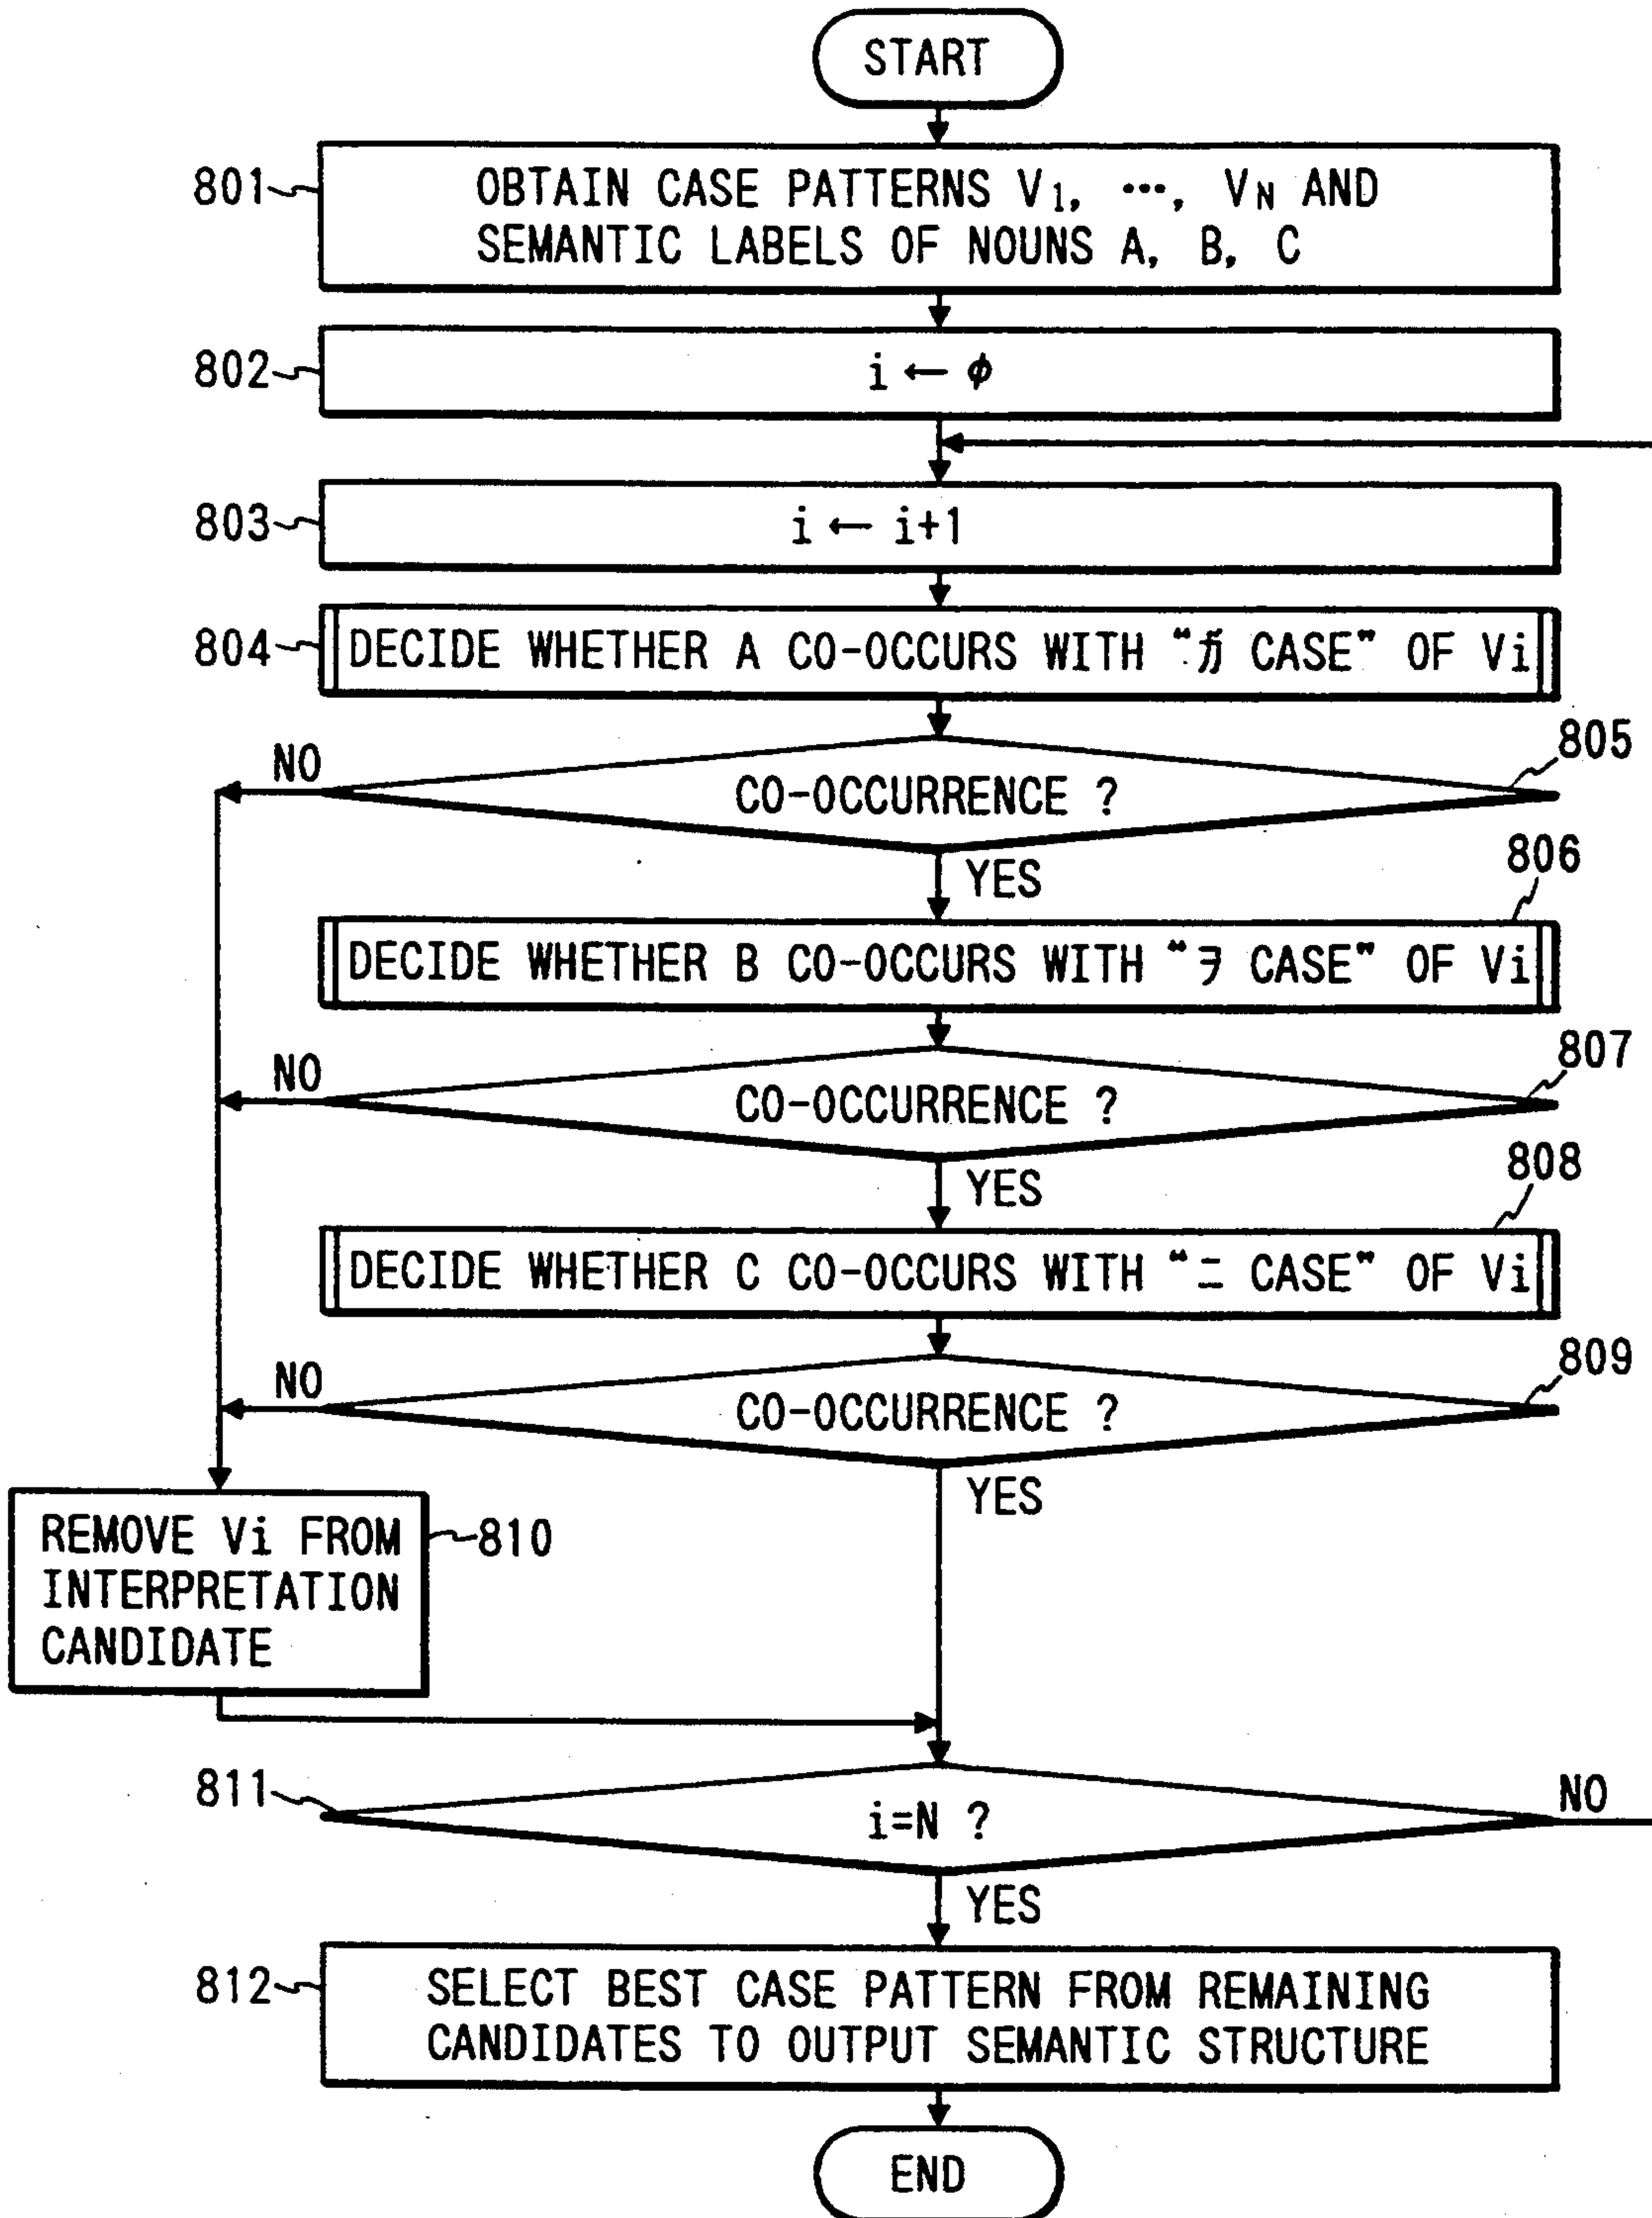 START
801
OBTAIN CASE PATTERNS V1, ..., VN AND
SEMANTIC LABELS OF NOUNS A, B, C
802
i ← φ
803
i ← i+1
804
DECIDE WHETHER A CO-OCCURS WITH "ガ CASE" OF Vi
805
NO
CO-OCCURRENCE ?
YES
806
DECIDE WHETHER B CO-OCCURS WITH "ヲ CASE" OF Vi
807
NO
CO-OCCURRENCE ?
YES
808
DECIDE WHETHER C CO-OCCURS WITH "ニ CASE" OF Vi
809
NO
CO-OCCURRENCE ?
YES
REMOVE Vi FROM
INTERPRETATION
CANDIDATE
810
811
i=N ?
NO
YES
812
SELECT BEST CASE PATTERN FROM REMAINING
CANDIDATES TO OUTPUT SEMANTIC STRUCTURE
END